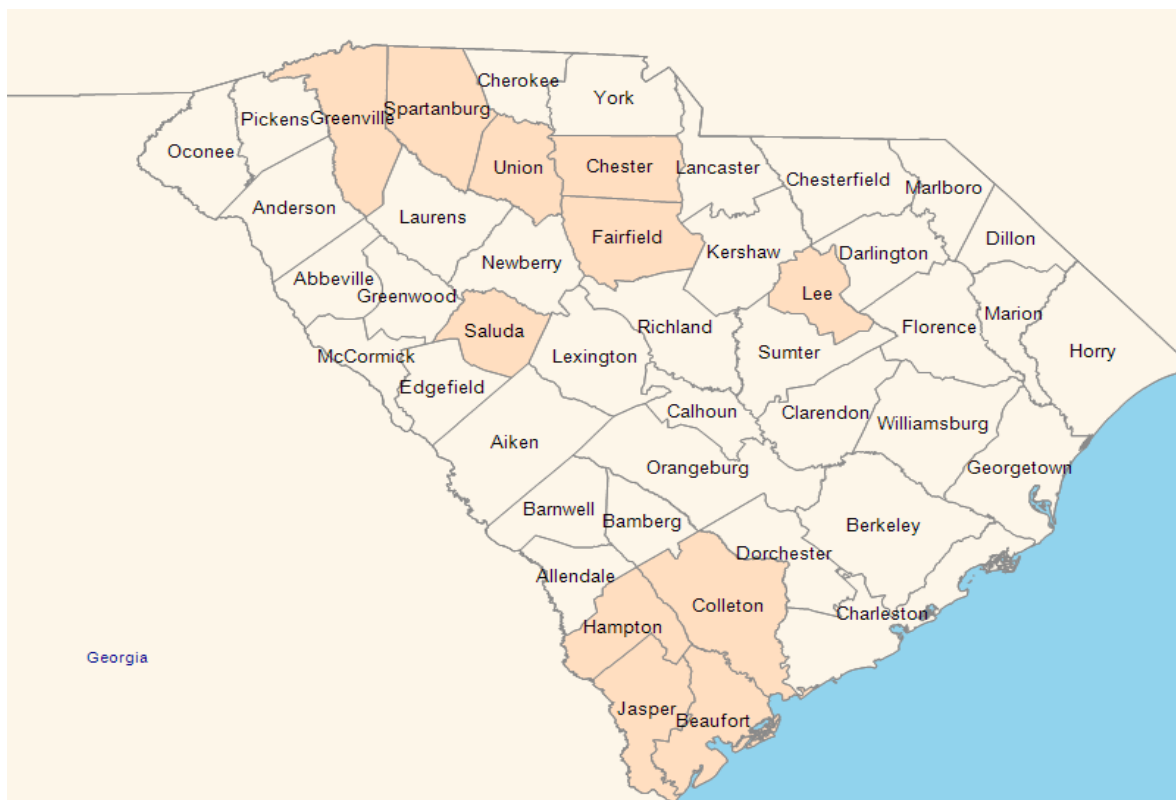 Cherokee
York
Spartanburg
Pickens
Greenville
Oconee
Union
Chester
Lancaster
Chesterfield
Marlboro
Anderson
Laurens
Fairfield
Dillon
Kershaw
Darlington
Newberry
Abbeville
Greenwood
Lee
Marion
Saluda
Richland
Florence
McCormick
Lexington
Sumter
Horry
Edgefield
Calhoun
Clarendon
Williamsburg
Aiken
Orangeburg
Georgetown
Barnwell
Bamberg
Berkeley
Dorchester
Allendale
Colleton
Charleston
Hampton
Georgia
Jasper
Beaufort